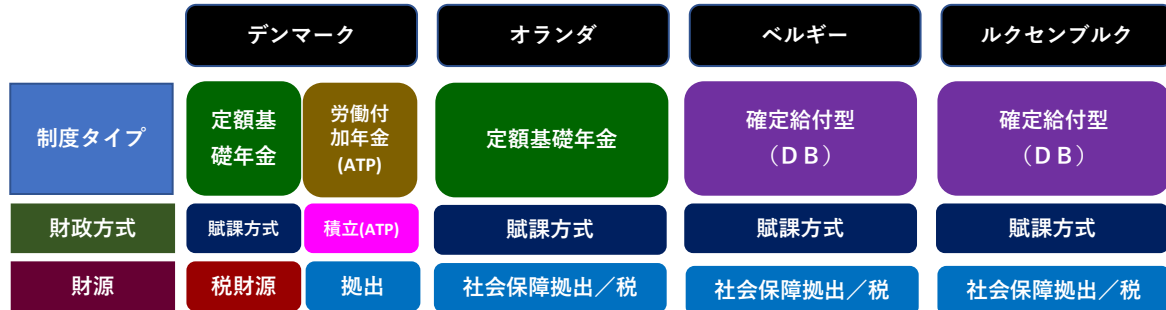 デンマーク
オランダ
ベルギー
ルクセンブルク
制度タイプ
定額基
礎年金
労働付
加年金
(ATP)
定額基礎年金
確定給付型
（ＤＢ）
確定給付型
（ＤＢ）
財政方式
賦課方式
積立(ATP)
賦課方式
賦課方式
賦課方式
財源
税財源
拠出
社会保障拠出／税
社会保障拠出／税
社会保障拠出／税